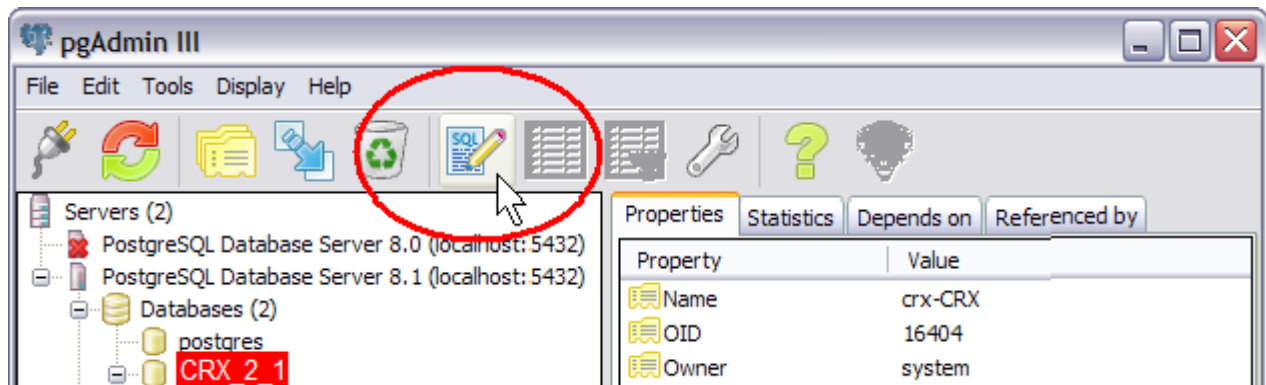 pgAdmin III
File Edit Tools Display Help
SQL
Servers (2)
PostgreSQL Database Server 8.0 (localhost:5432)
PostgreSQL Database Server 8.1 (localhost:5432)
Databases (2)
postgres
CRX_2_1
Properties Statistics Depends on Referenced by
Property Value
Name crx-CRX
OID 16404
Owner system